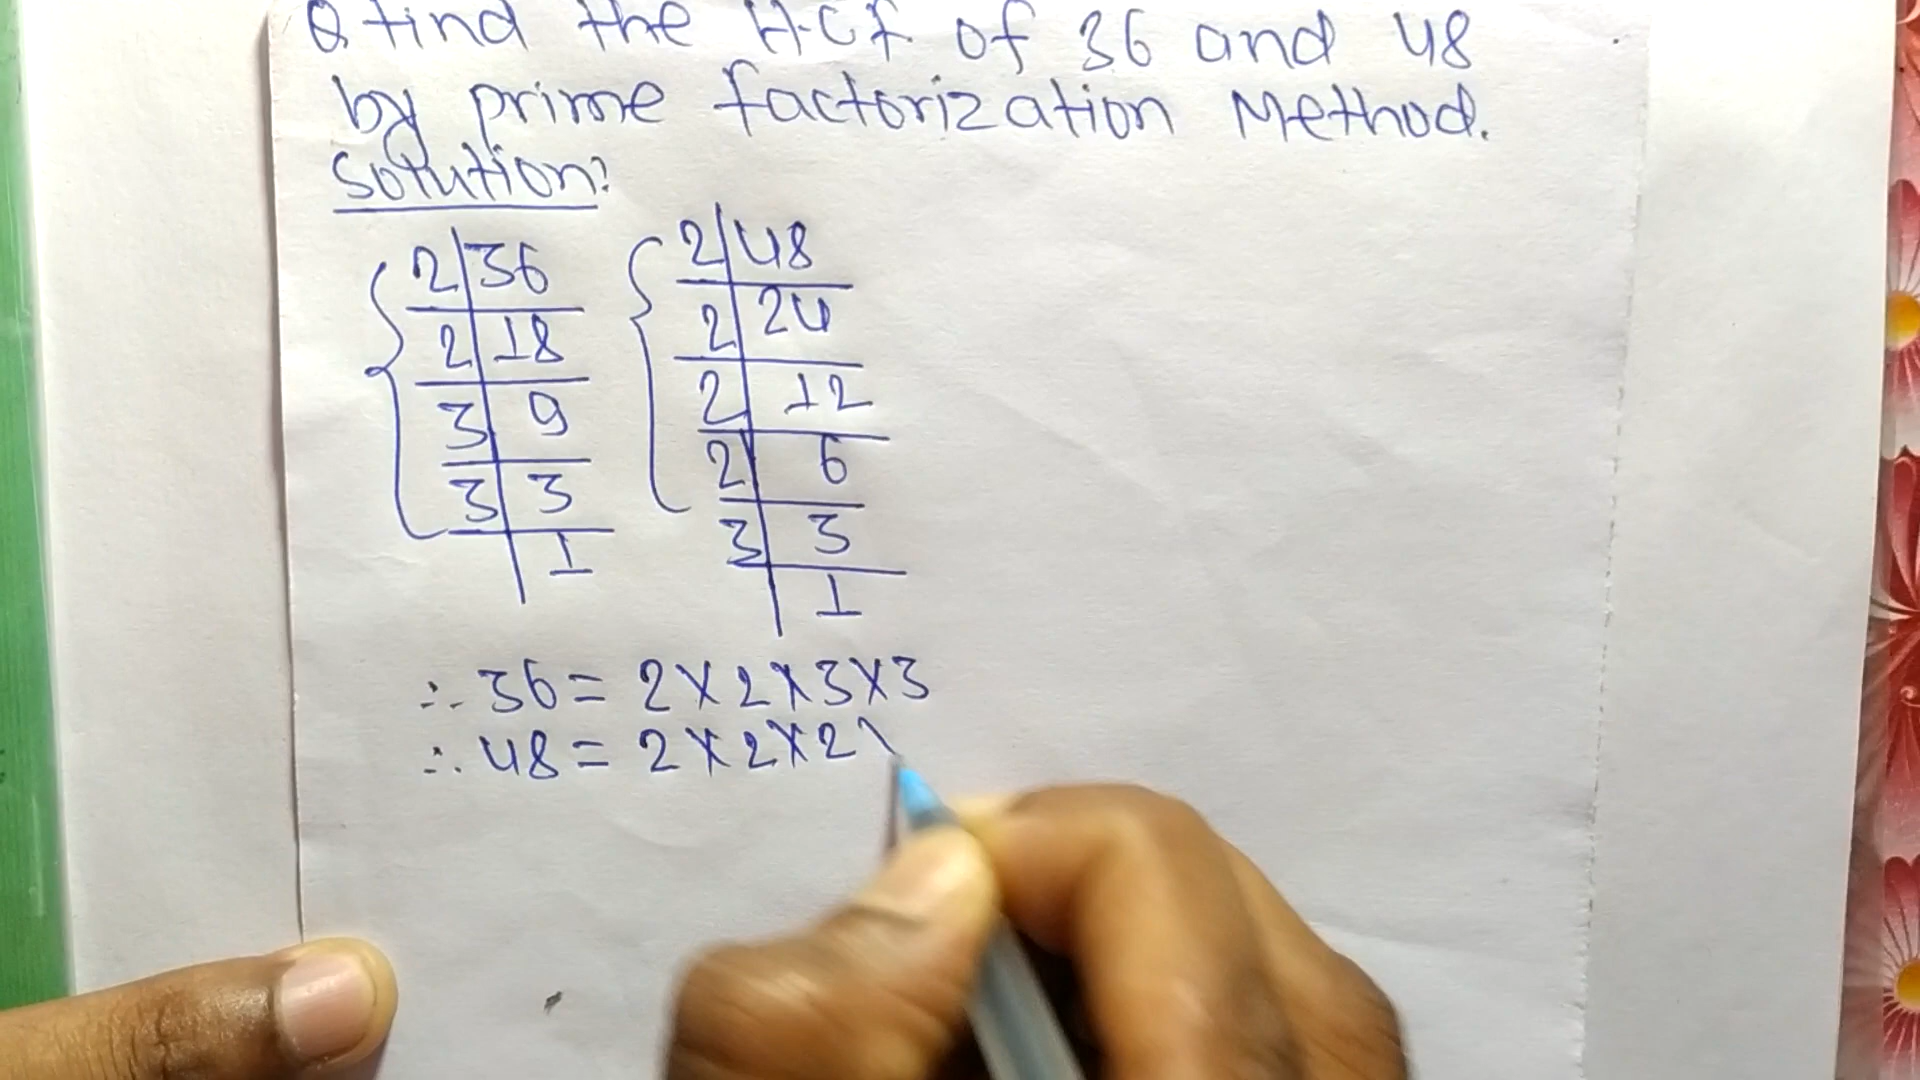 Q Find the H.C.F. of 36 and 48
by prime factorization Method.
Solution:
2 36
2 18
3 9
3 3
1
2 48
2 24
2 12
2 6
3 3
1
∴ 36 = 2 X 2 X 3 X 3
∴ 48 = 2 X 2 X 2